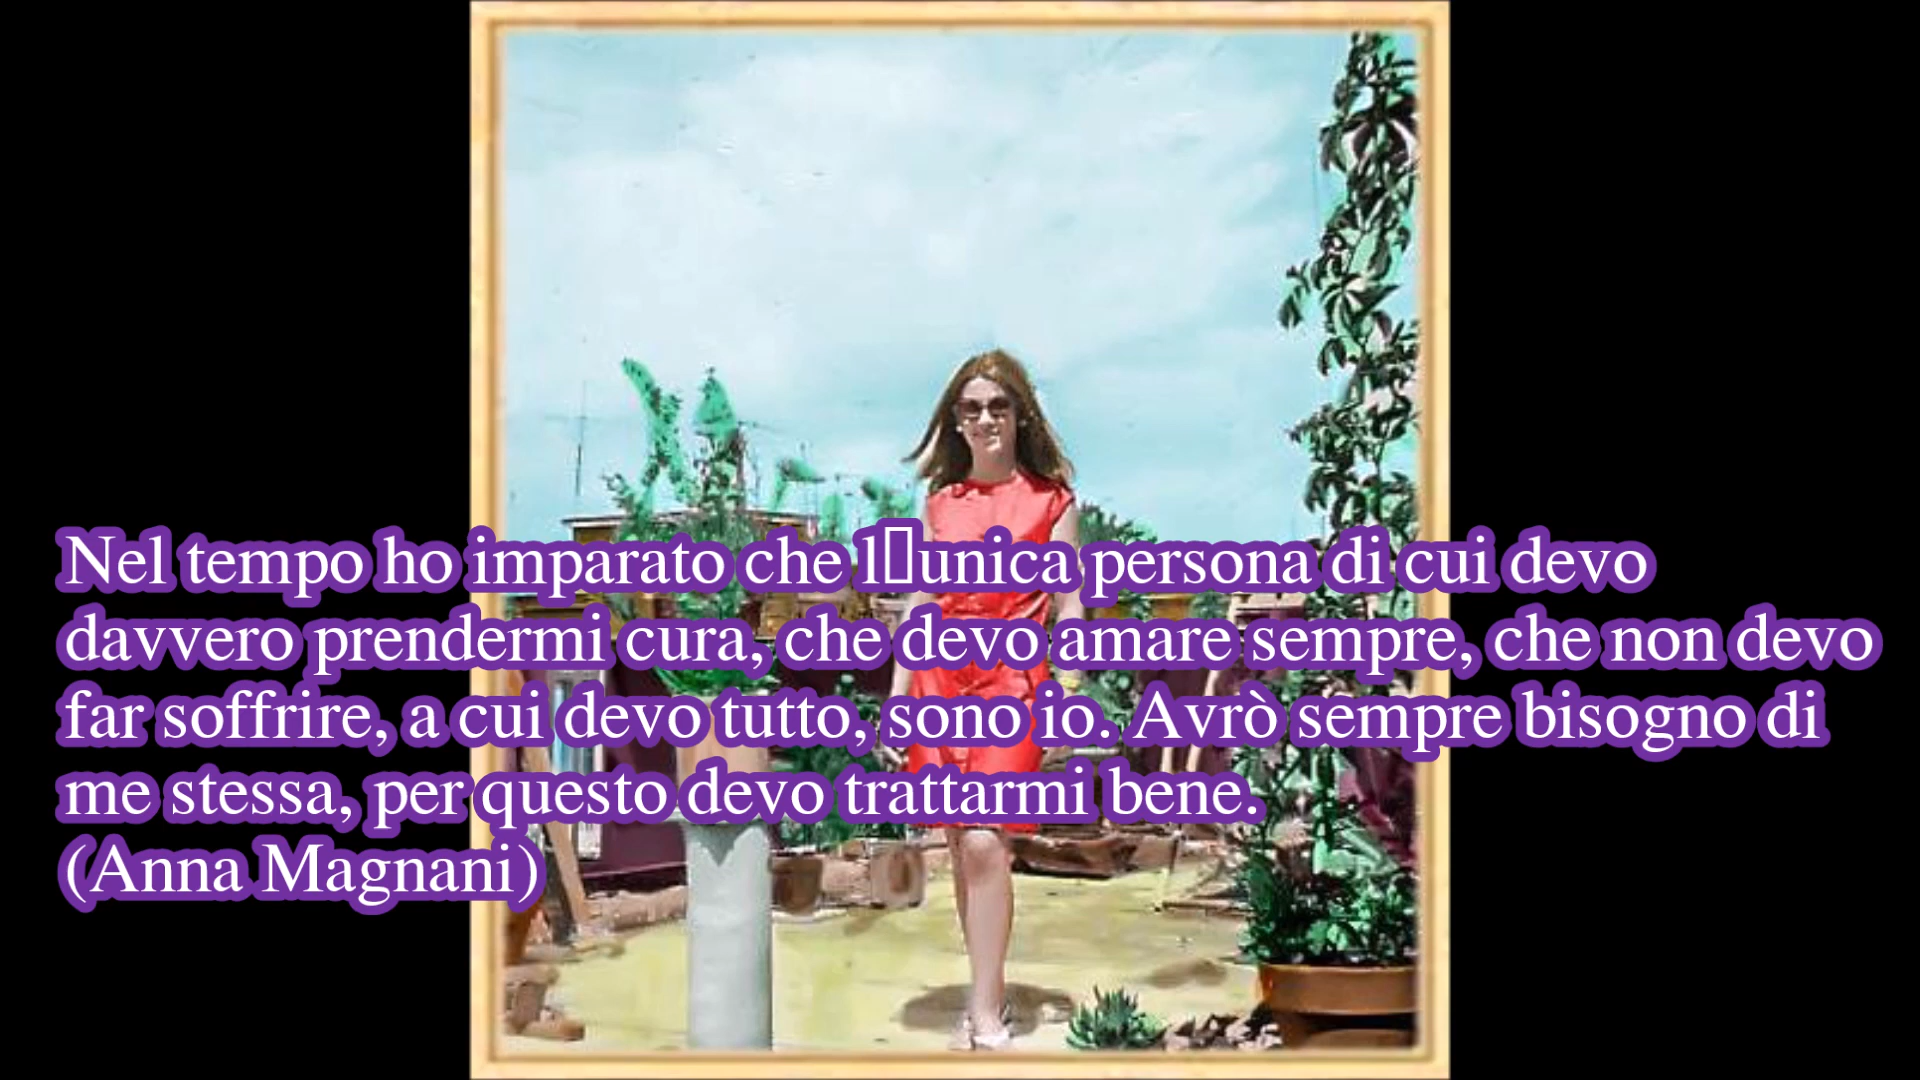 Nel tempo ho imparato che l▯unica persona di cui devo
davvero prendermi cura, che devo amare sempre, che non devo
far soffrire, a cui devo tutto, sono io. Avrò sempre bisogno di
me stessa, per questo devo trattarmi bene.
(Anna Magnani)